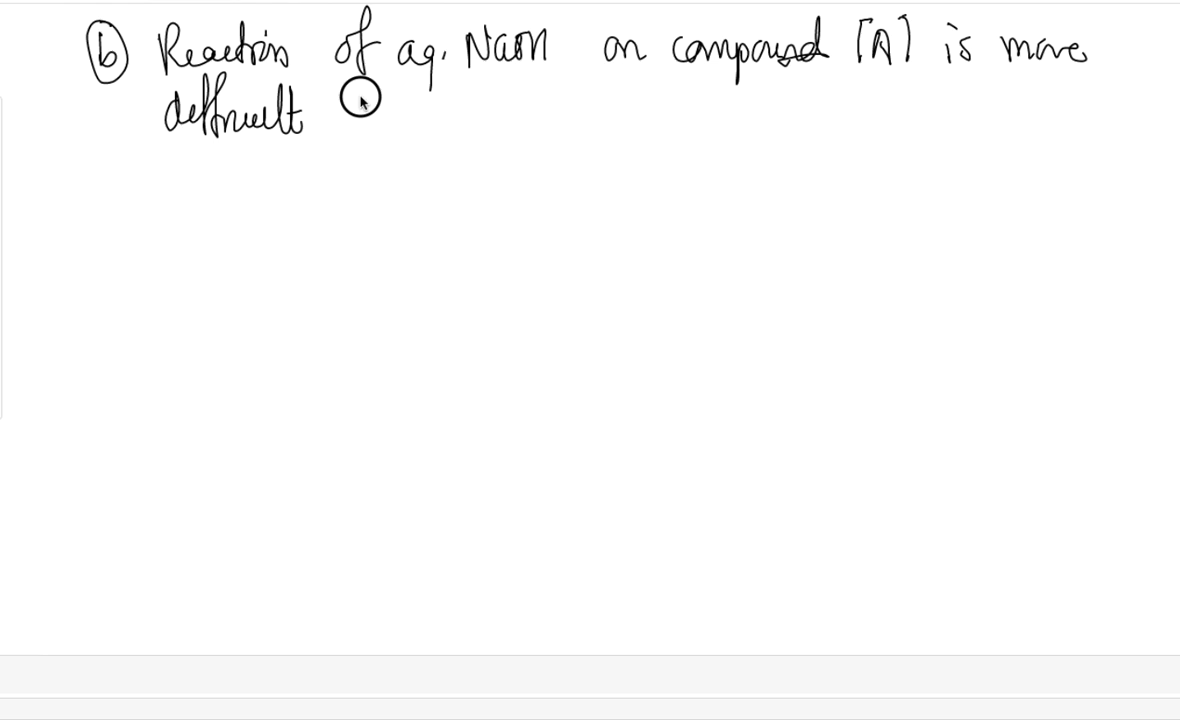 (b) Reaction of aq. NaOH on compound [A] is more
difficult